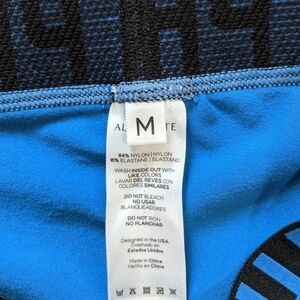 M
84% NYLON | NYLON
16% ELASTANE | ELASTANO
WASH INSIDE OUT WITH
LIKE COLORS
LAVAR DEL REVES CON
COLORES SIMILARES
DO NOT BLEACH
NO USAR
BLANQUEADORES
DO NOT IRON
NO PLANCHAR
Designed in the USA
Diseñado en
Estados Unidos
Made in China
Hecho en China